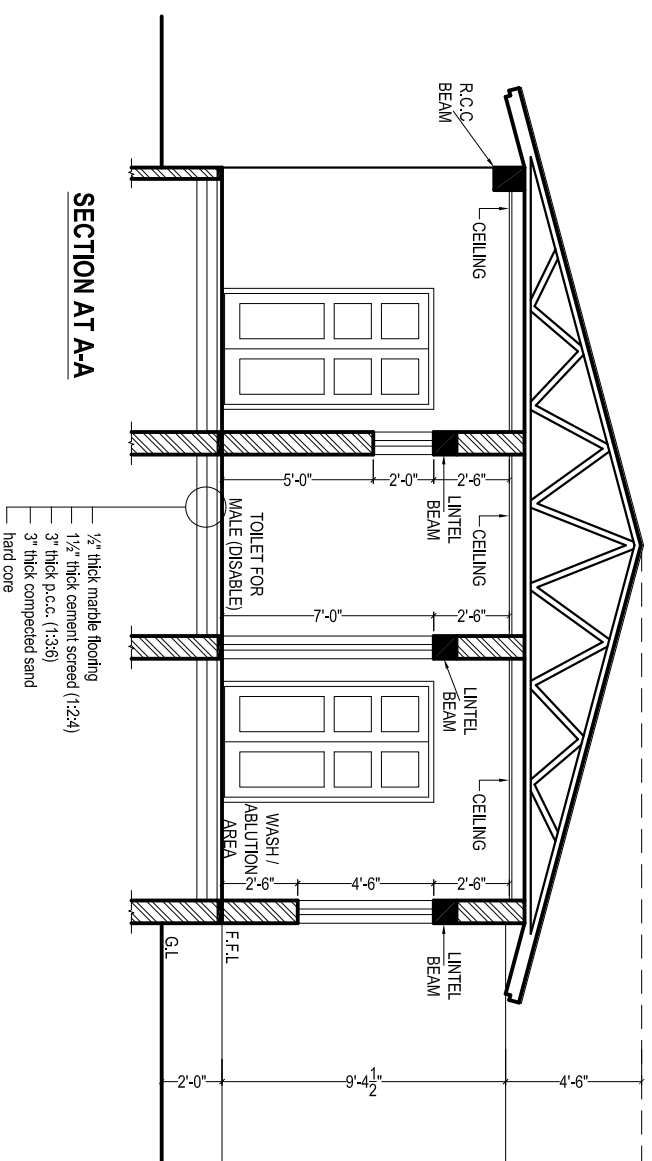 R.C.C
BEAM
CEILING
LINTEL
BEAM
CEILING
LINTEL
BEAM
CEILING
LINTEL
BEAM
5'-0"
2'-0"
2'-6"
7'-0"
2'-6"
2'-6"
4'-6"
2'-6"
TOILET FOR
MALE (DISABLE)
WASH /
ABLUTION
AREA
F.F.L
G.L
2'-0"
9'-4½"
4'-6"
½" thick marble flooring
1½" thick cement screed (1:2:4)
3" thick p.c.c. (1:3:6)
3" thick compected sand
hard core
SECTION AT A-A